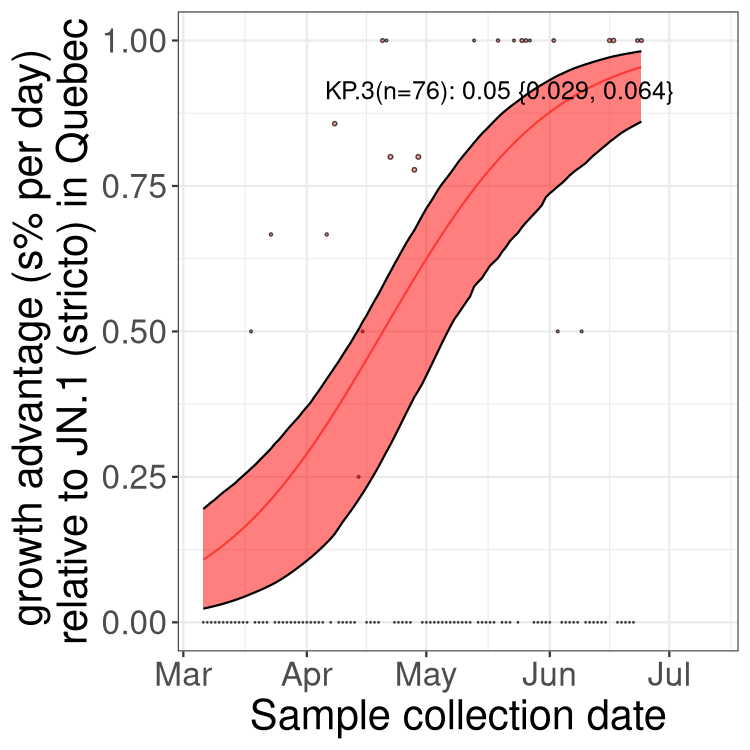 growth advantage (s% per day)
relative to JN.1 (stricto) in Quebec
1.00
0.75
0.50
0.25
0.00
KP.3(n=76): 0.05 {0.029, 0.064}
Mar Apr May Jun Jul
Sample collection date